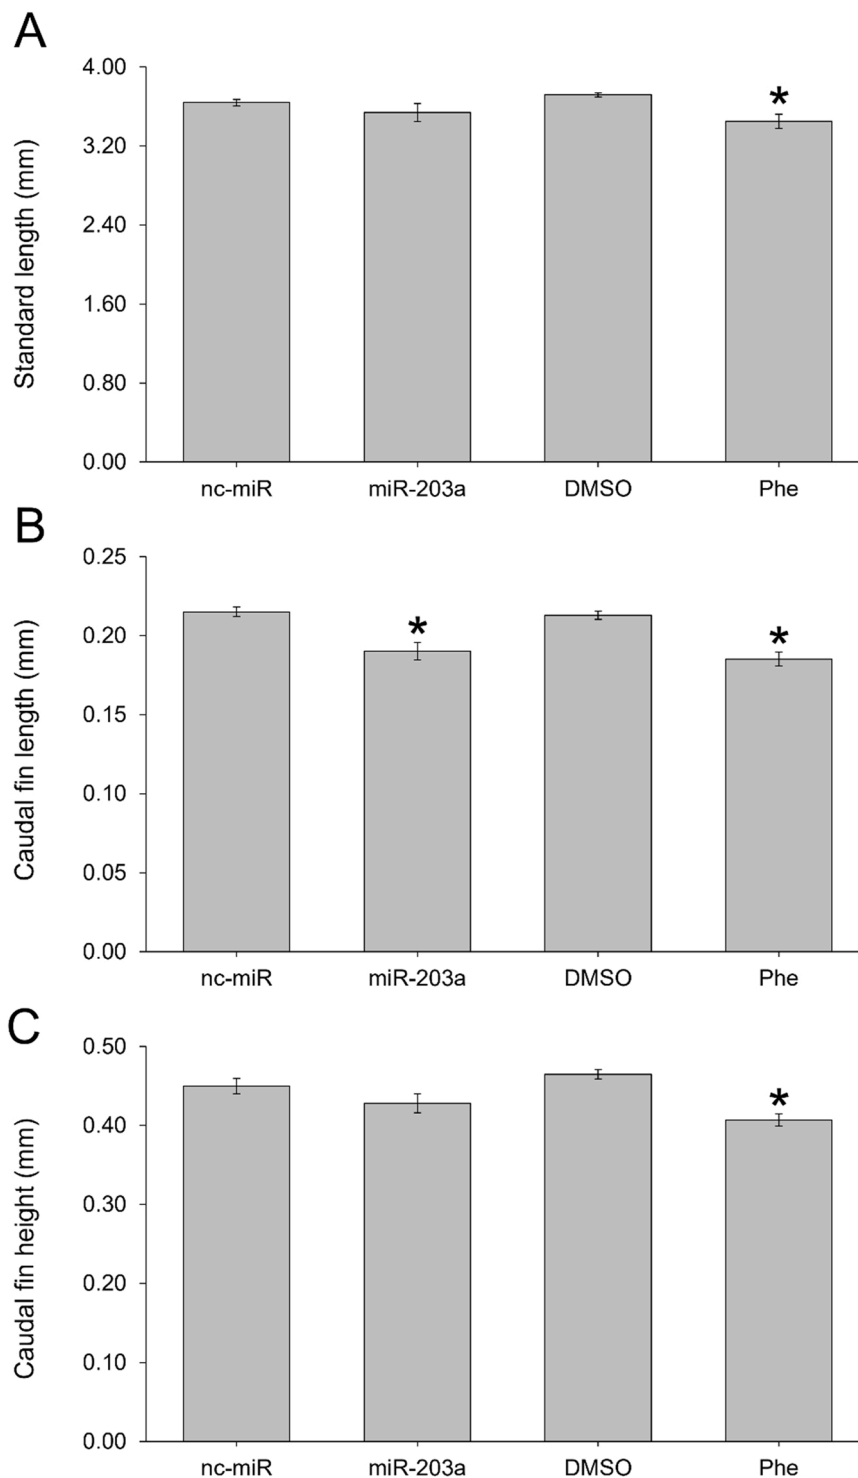 A
4.00
3.20
2.40
1.60
0.80
0.00
Standard length (mm)
*
nc-miR miR-203a DMSO Phe
B
0.25
0.20
0.15
0.10
0.05
0.00
Caudal fin length (mm)
* *
nc-miR miR-203a DMSO Phe
C
0.50
0.40
0.30
0.20
0.10
0.00
Caudal fin height (mm)
*
nc-miR miR-203a DMSO Phe